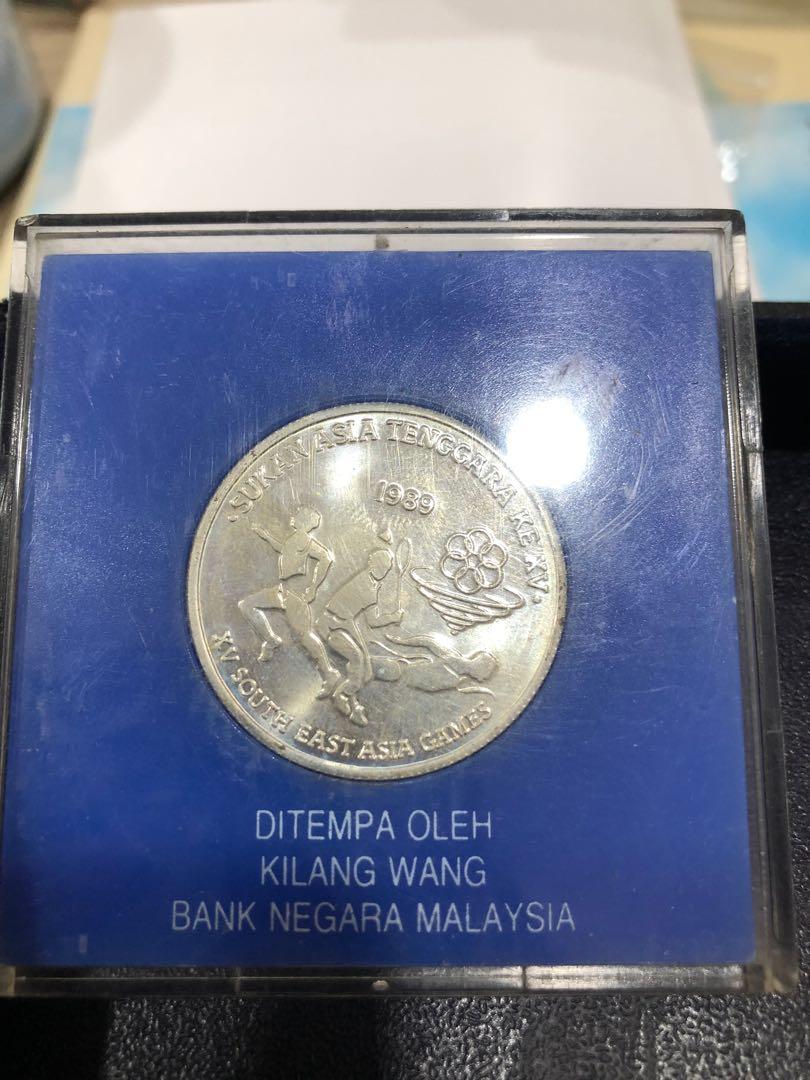 ·SUKAN ASIA TENGGARA KE XV·
1989
XV SOUTH EAST ASIA GAMES
DITEMPA OLEH
KILANG WANG
BANK NEGARA MALAYSIA